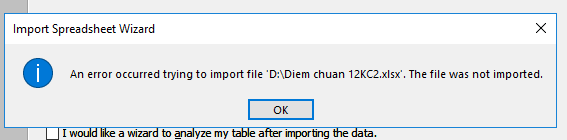 Import Spreadsheet Wizard
An error occurred trying to import file 'D:\Diem chuan 12KC2.xlsx'. The file was not imported.
OK
I would like a wizard to analyze my table after importing the data.